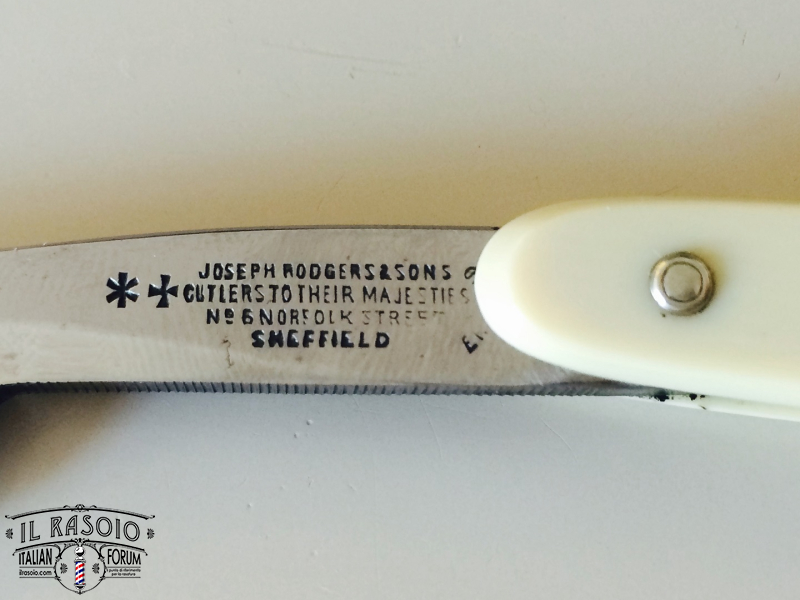 JOSEPH RODGERS & SONS
CUTLERS TO THEIR MAJESTIES
No 6 NORFOLK STREET
SHEFFIELD
IL RASOIO
ITALIAN FORUM
ilrasoio.com